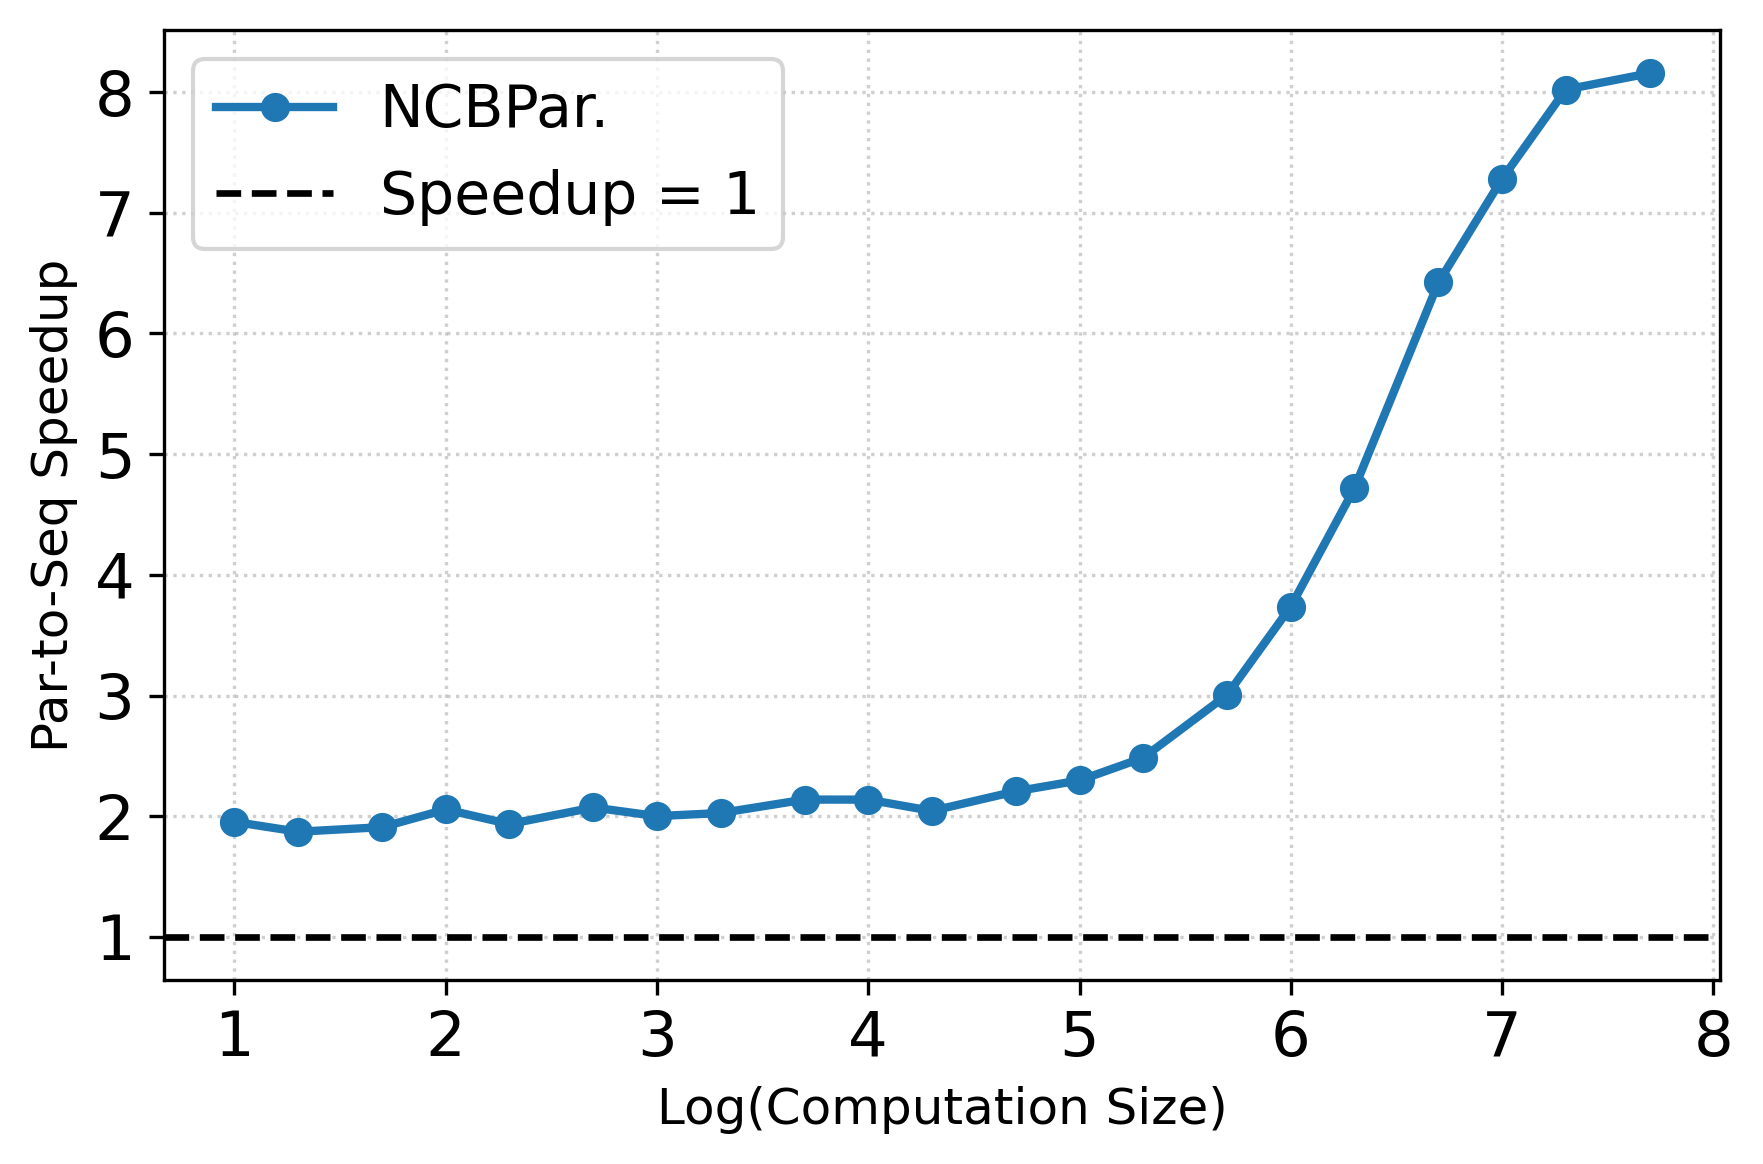 NCBPar.
Speedup = 1
8
7
6
5
4
3
2
1
Par-to-Seq Speedup
1 2 3 4 5 6 7 8
Log(Computation Size)